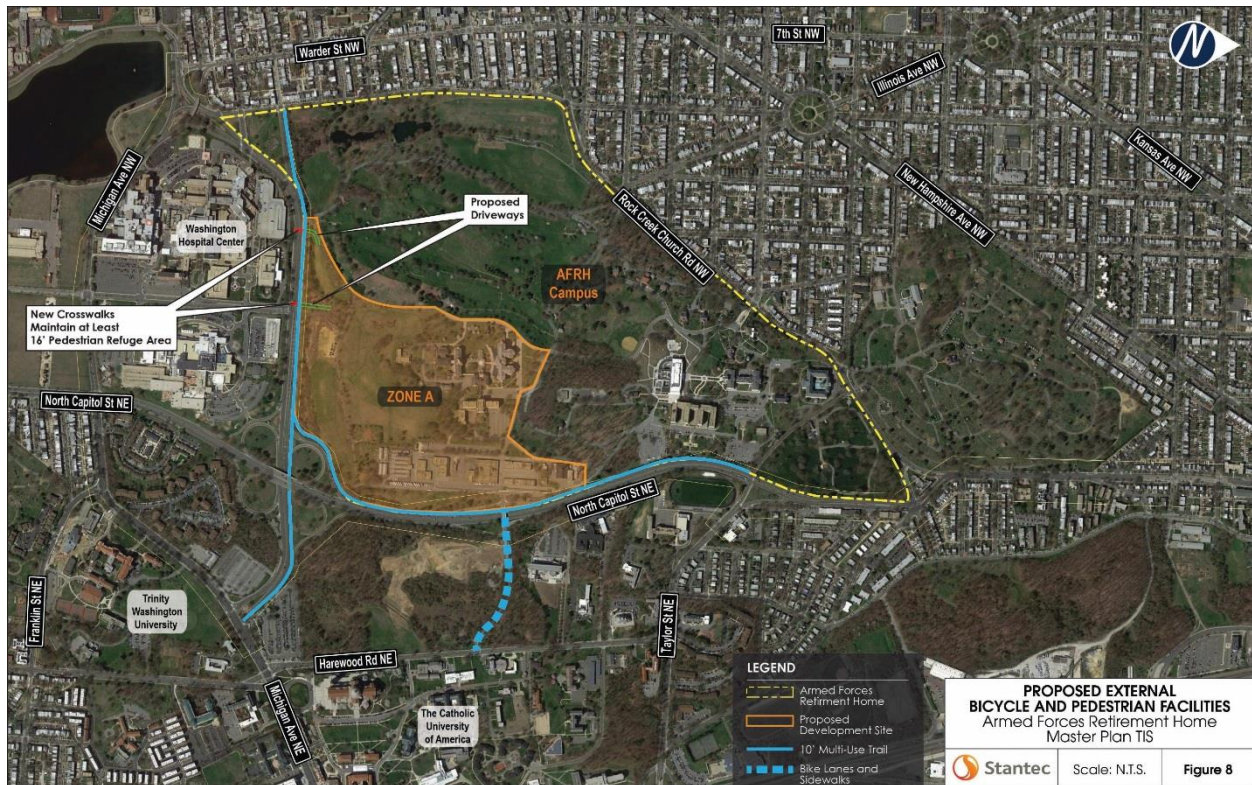 Warder St NW
7th St NW
Illinois Ave NW
N
Kansas Ave NW
Michigan Ave NW
New Hampshire Ave NW
Proposed
Driveways
Washington
Hospital Center
Rock Creek Church Rd NW
AFRH
Campus
New Crosswalks
Maintain at Least
16' Pedestrian Refuge Area
ZONE A
North Capitol St NE
North Capitol St NE
Franklin St NE
Trinity
Washington
University
Taylor St NE
Harewood Rd NE
Michigan Ave NE
The Catholic
University
of America
LEGEND
Armed Forces
Retirment Home
Proposed
Development Site
10' Multi-Use Trail
Bike Lanes and
Sidewalks
PROPOSED EXTERNAL
BICYCLE AND PEDESTRIAN FACILITIES
Armed Forces Retirement Home
Master Plan TIS
Stantec
Scale: N.T.S.
Figure 8